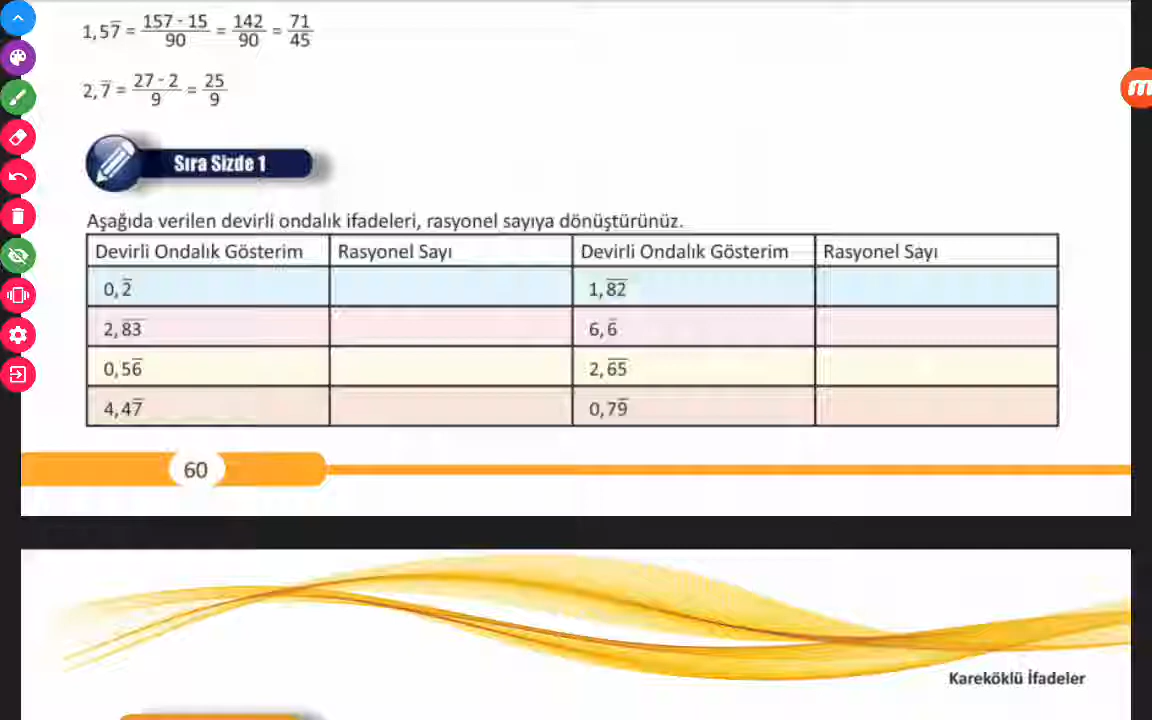 1,57̅ = 157 - 15 / 90 = 142 / 90 = 71 / 45
2,7̅ = 27 - 2 / 9 = 25 / 9
Sıra Sizde 1
Aşağıda verilen devirli ondalık ifadeleri, rasyonel sayıya dönüştürünüz.
Devirli Ondalık Gösterim Rasyonel Sayı Devirli Ondalık Gösterim Rasyonel Sayı
0,2̅ 1,8̅2̅
2,8̅3̅ 6,6̅
0,56̅ 2,6̅5̅
4,47̅ 0,79̅
60
Kareköklü İfadeler